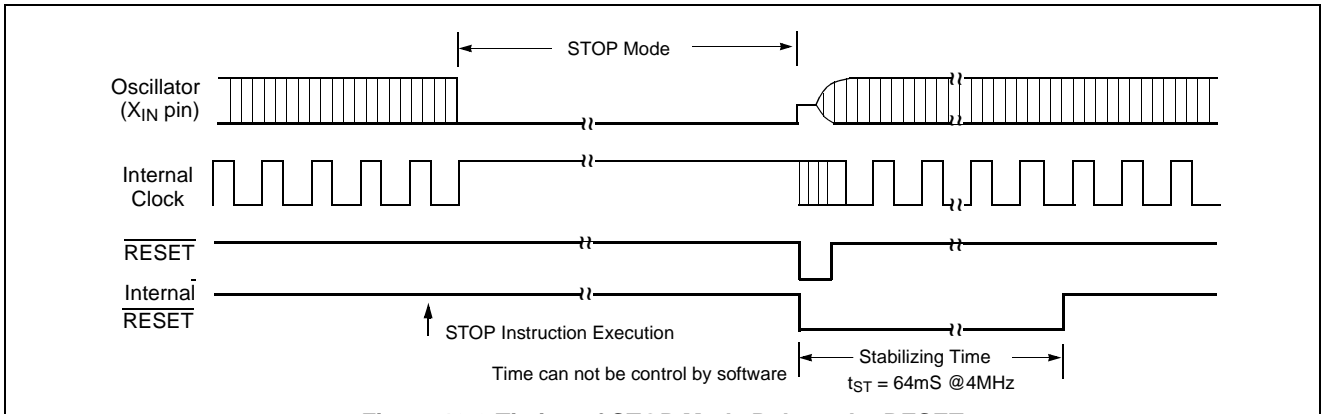 STOP Mode
Oscillator
(XIN pin)
Internal
Clock
RESET
Internal
RESET
STOP Instruction Execution
Time can not be control by software
Stabilizing Time
tST = 64mS @4MHz